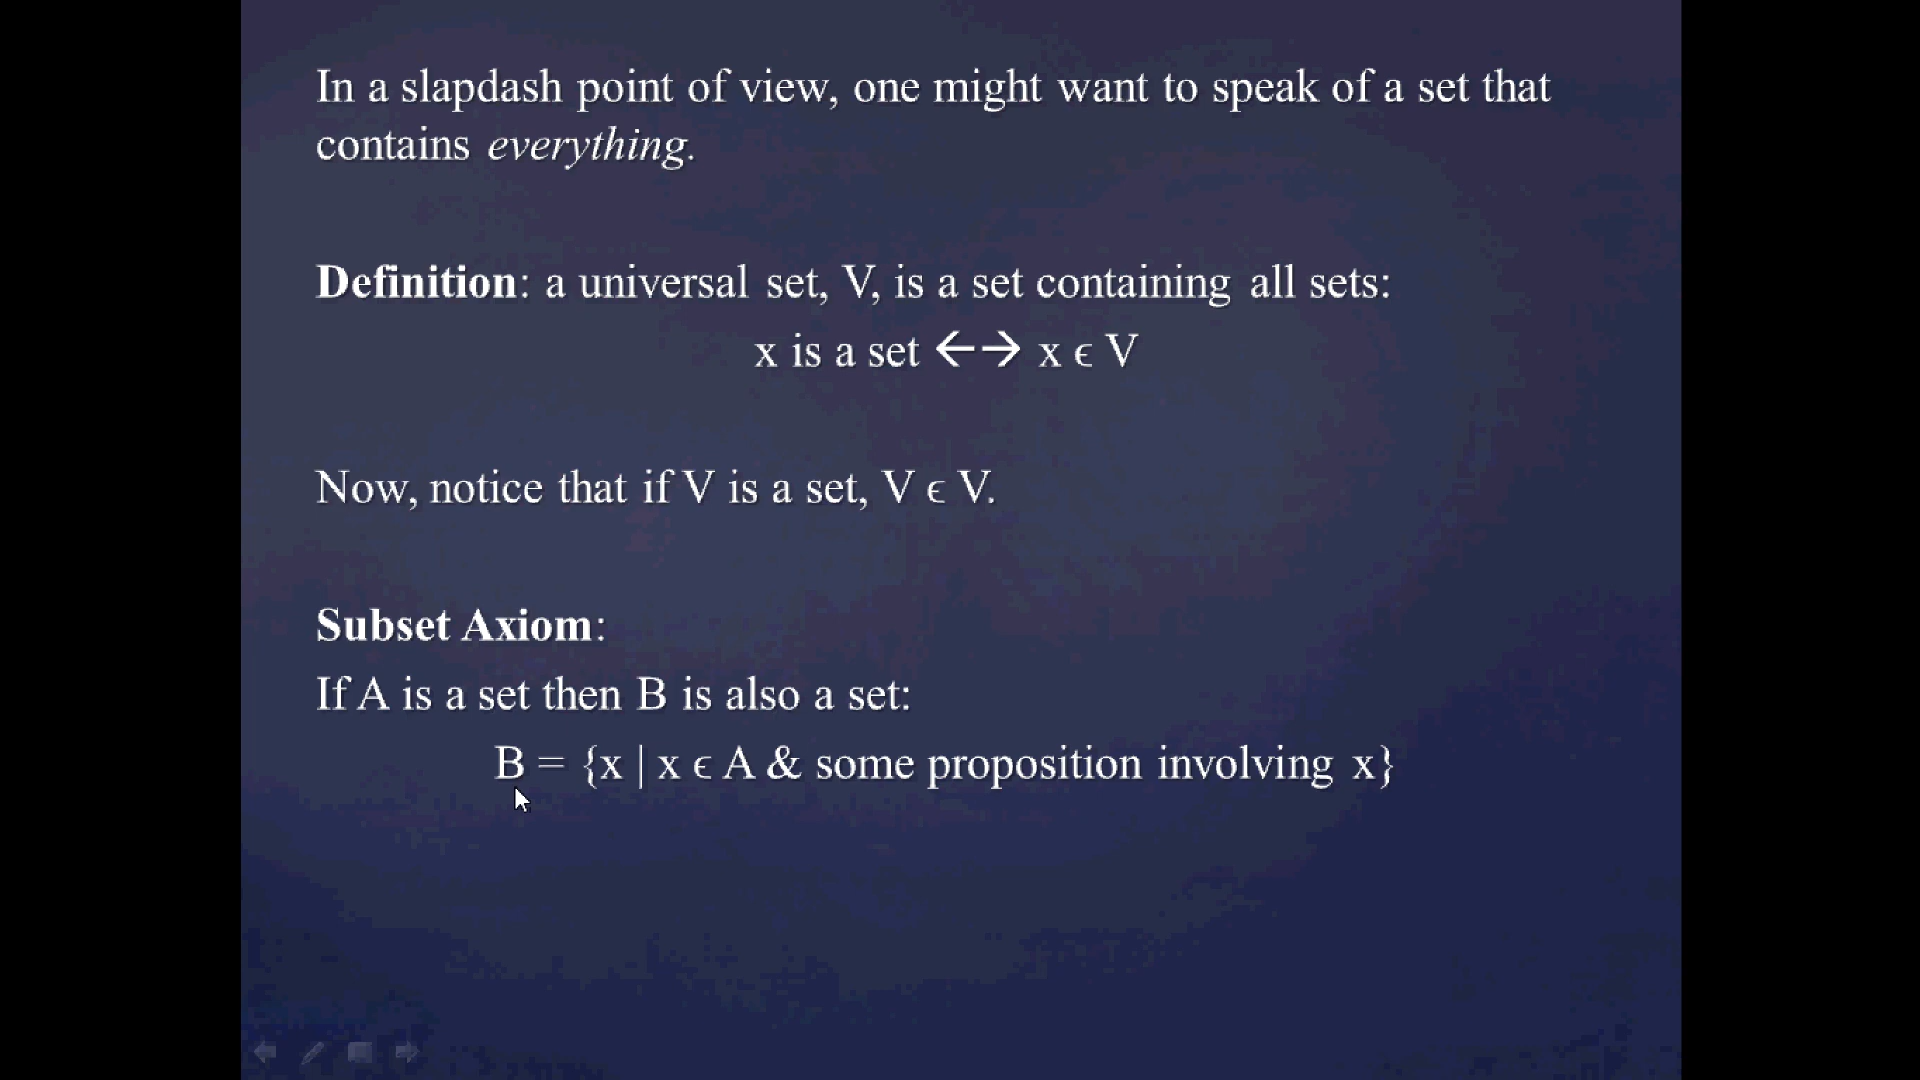 In a slapdash point of view, one might want to speak of a set that
contains everything.
Definition: a universal set, V, is a set containing all sets:
x is a set ←→ x ϵ V
Now, notice that if V is a set, V ϵ V.
Subset Axiom:
If A is a set then B is also a set:
B = {x | x ϵ A & some proposition involving x}